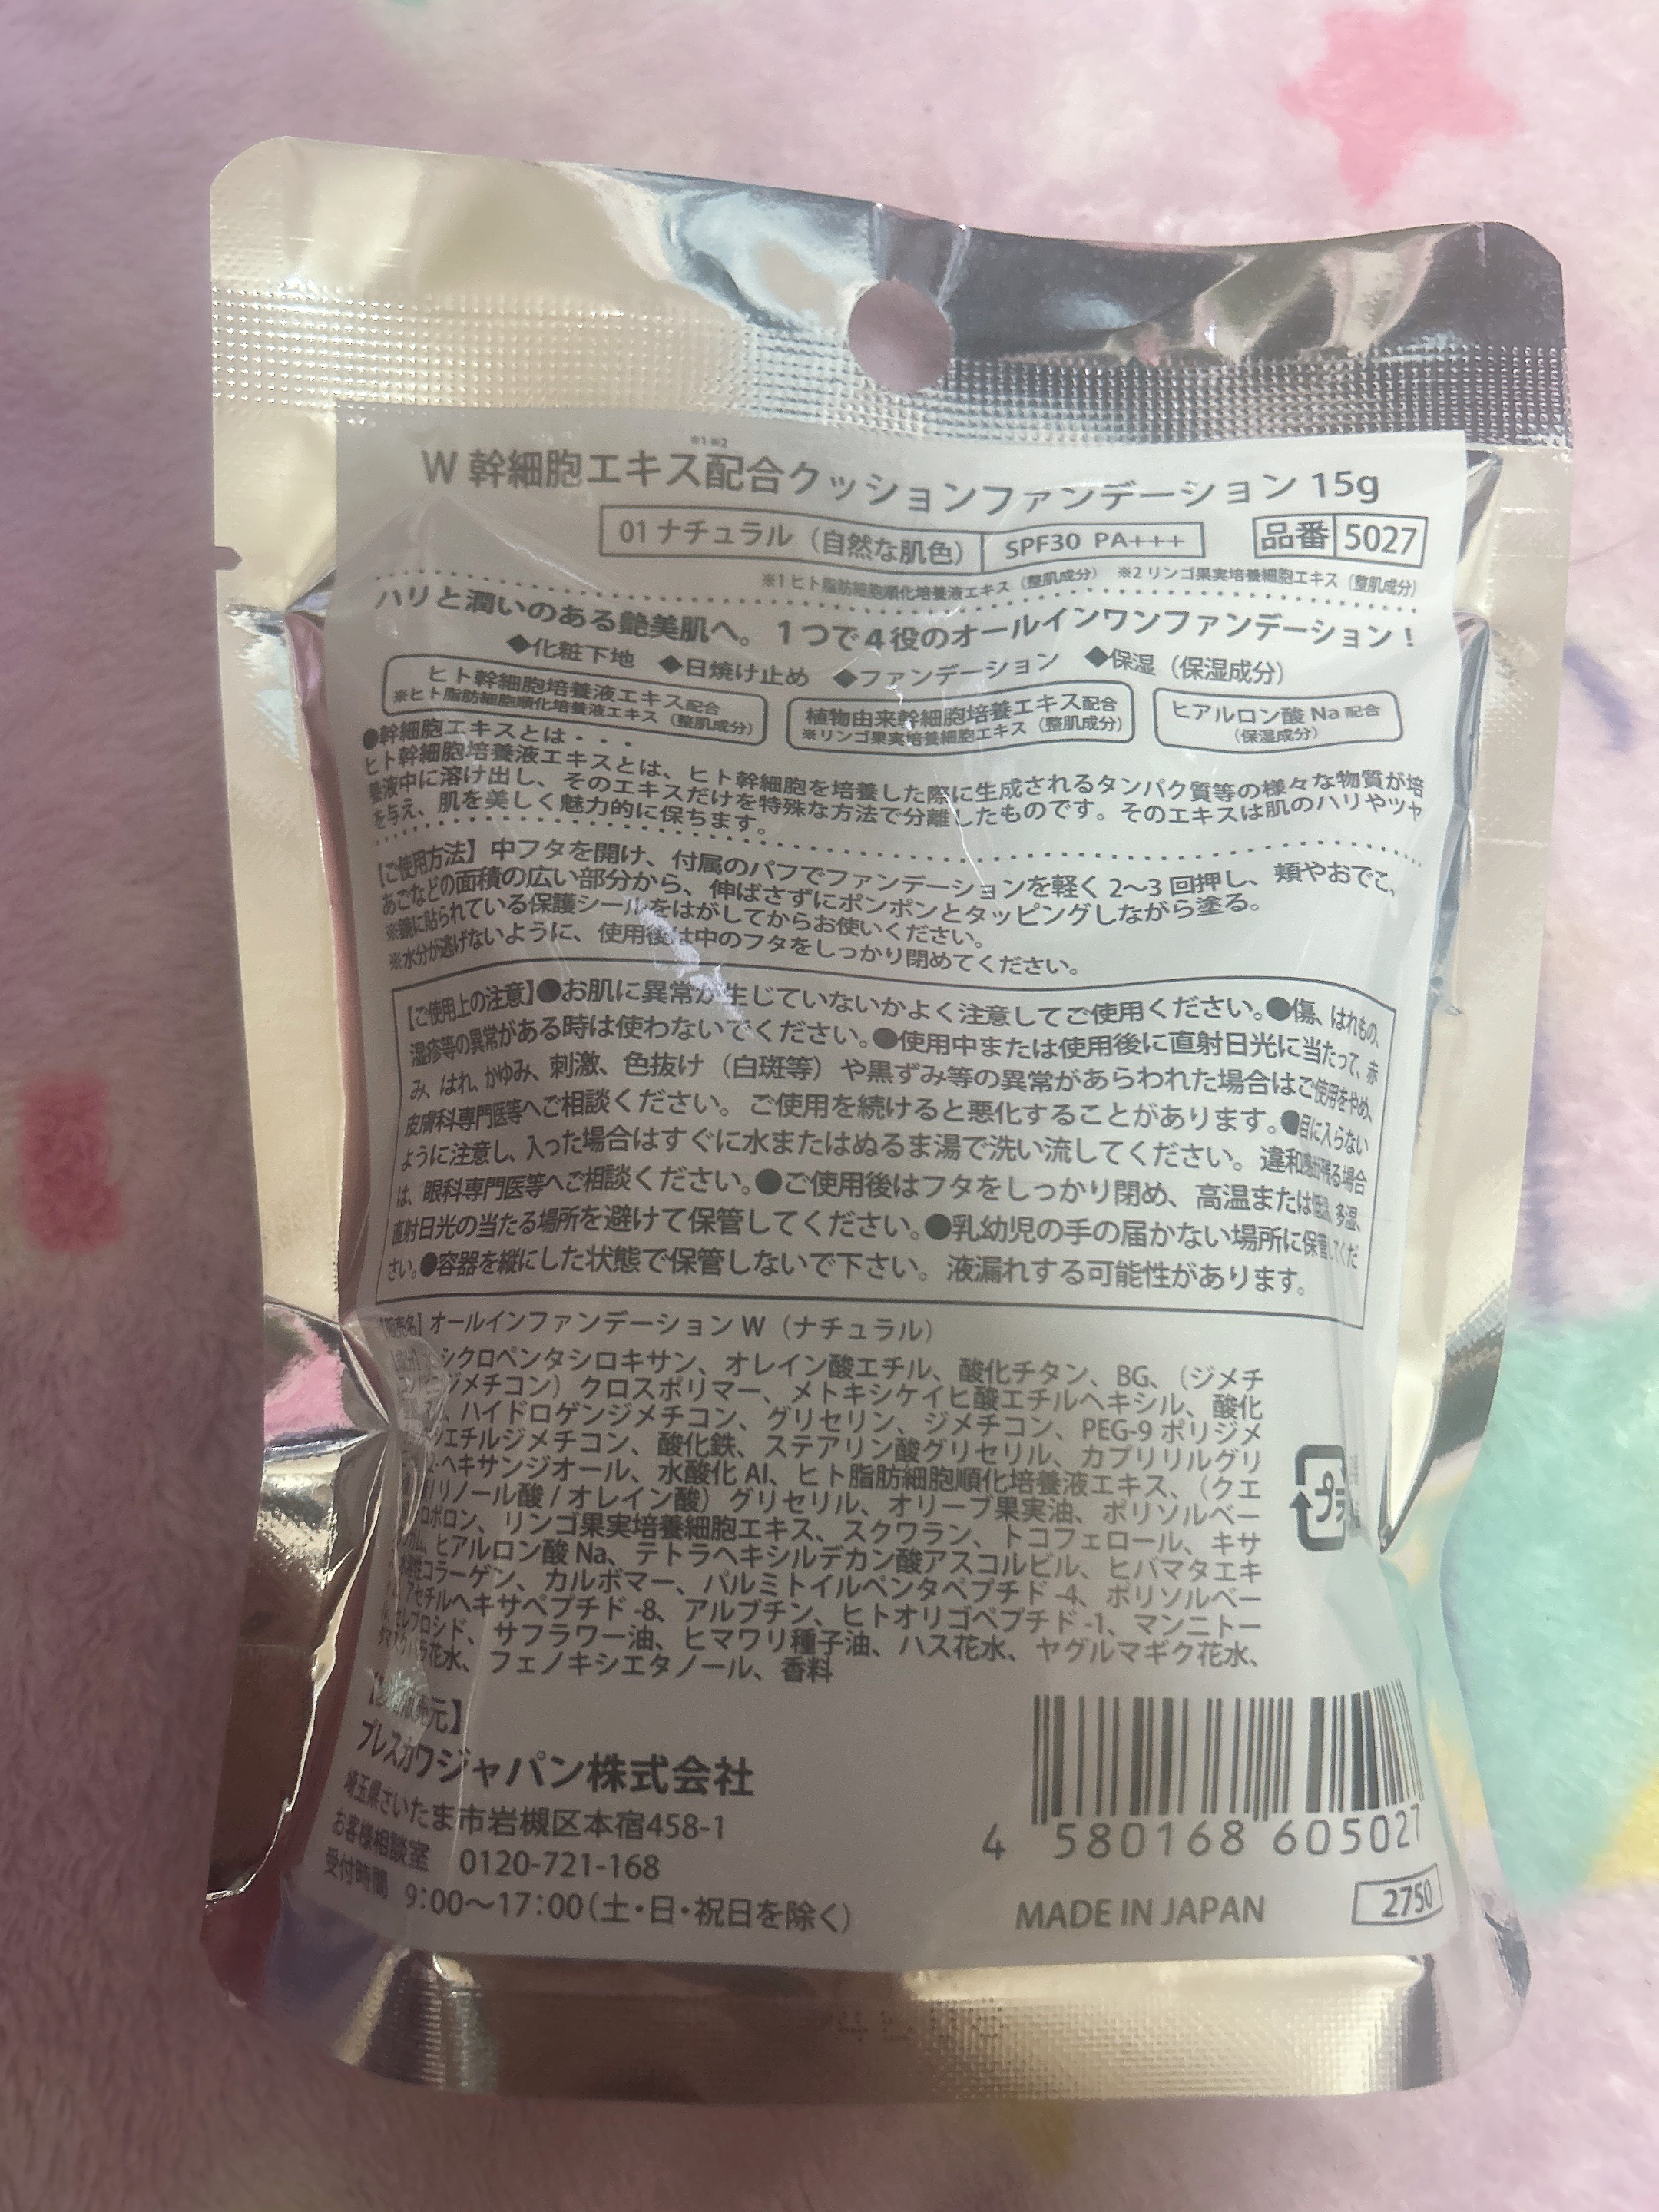 ※1※2
W 幹細胞エキス配合クッションファンデーション 15g
01 ナチュラル（自然な肌色） SPF30 PA+++ 品番 5027
※1 ヒト脂肪細胞順化培養液エキス（整肌成分） ※2 リンゴ果実培養細胞エキス（整肌成分）
ハリと潤いのある艶美肌へ。1つで4役のオールインワンファンデーション！
◆化粧下地 ◆日焼け止め ◆ファンデーション ◆保湿（保湿成分）
ヒト幹細胞培養液エキス配合
※ヒト脂肪細胞順化培養液エキス（整肌成分）
植物由来幹細胞培養エキス配合
※リンゴ果実培養細胞エキス（整肌成分）
ヒアルロン酸 Na 配合
（保湿成分）
●幹細胞エキスとは・・・
ヒト幹細胞培養液エキスとは、ヒト幹細胞を培養した際に生成されるタンパク質等の様々な物質が培
養液中に溶け出し、そのエキスだけを特殊な方法で分離したものです。そのエキスは肌のハリやツヤ
を与え、肌を美しく魅力的に保ちます。
【ご使用方法】中フタを開け、付属のパフでファンデーションを軽く 2〜3 回押し、頬やおでこ、
あごなどの面積の広い部分から、伸ばさずにポンポンとタッピングしながら塗る。
※鏡に貼られている保護シールをはがしてからお使いください。
※水分が逃げないように、使用後は中のフタをしっかり閉めてください。
【ご使用上の注意】●お肌に異常が生じていないかよく注意してご使用ください。●傷、はれもの、
湿疹等の異常がある時は使わないでください。●使用中または使用後に直射日光に当たって、赤
み、はれ、かゆみ、刺激、色抜け（白斑等）や黒ずみ等の異常があらわれた場合はご使用をやめ、
皮膚科専門医等へご相談ください。ご使用を続けると悪化することがあります。●目に入らない
ように注意し、入った場合はすぐに水またはぬるま湯で洗い流してください。違和感が残る場合
は、眼科専門医等へご相談ください。●ご使用後はフタをしっかり閉め、高温または低温、多湿、
直射日光の当たる場所を避けて保管してください。●乳幼児の手の届かない場所に保管してくだ
さい。●容器を縦にした状態で保管しないで下さい。液漏れする可能性があります。
【販売名】オールインファンデーション W（ナチュラル）
シクロペンタシロキサン、オレイン酸エチル、酸化チタン、BG、（ジメチ
ジメチコン）クロスポリマー、メトキシケイヒ酸エチルヘキシル、酸化
ハイドロゲンジメチコン、グリセリン、ジメチコン、PEG-9 ポリジメ
エチルジメチコン、酸化鉄、ステアリン酸グリセリル、カプリリルグリ
ヘキサンジオール、水酸化 Al、ヒト脂肪細胞順化培養液エキス、（クエ
/リノール酸 / オレイン酸）グリセリル、オリーブ果実油、ポリソルベー
ロポロン、リンゴ果実培養細胞エキス、スクワラン、トコフェロール、キサ
ヒアルロン酸 Na、テトラヘキシルデカン酸アスコルビル、ヒバマタエキ
性コラーゲン、カルボマー、パルミトイルペンタペプチド -4、ポリソルベー
アセチルヘキサペプチド -8、アルブチン、ヒトオリゴペプチド -1、マンニトー
セレブロシド、サフラワー油、ヒマワリ種子油、ハス花水、ヤグルマギク花水、
ダマスクバラ花水、フェノキシエタノール、香料
プラ
プレスカワジャパン株式会社
埼玉県さいたま市岩槻区本宿458-1
お客様相談室 0120-721-168
受付時間 9:00〜17:00（土・日・祝日を除く）
4 580168 605027
MADE IN JAPAN
2750